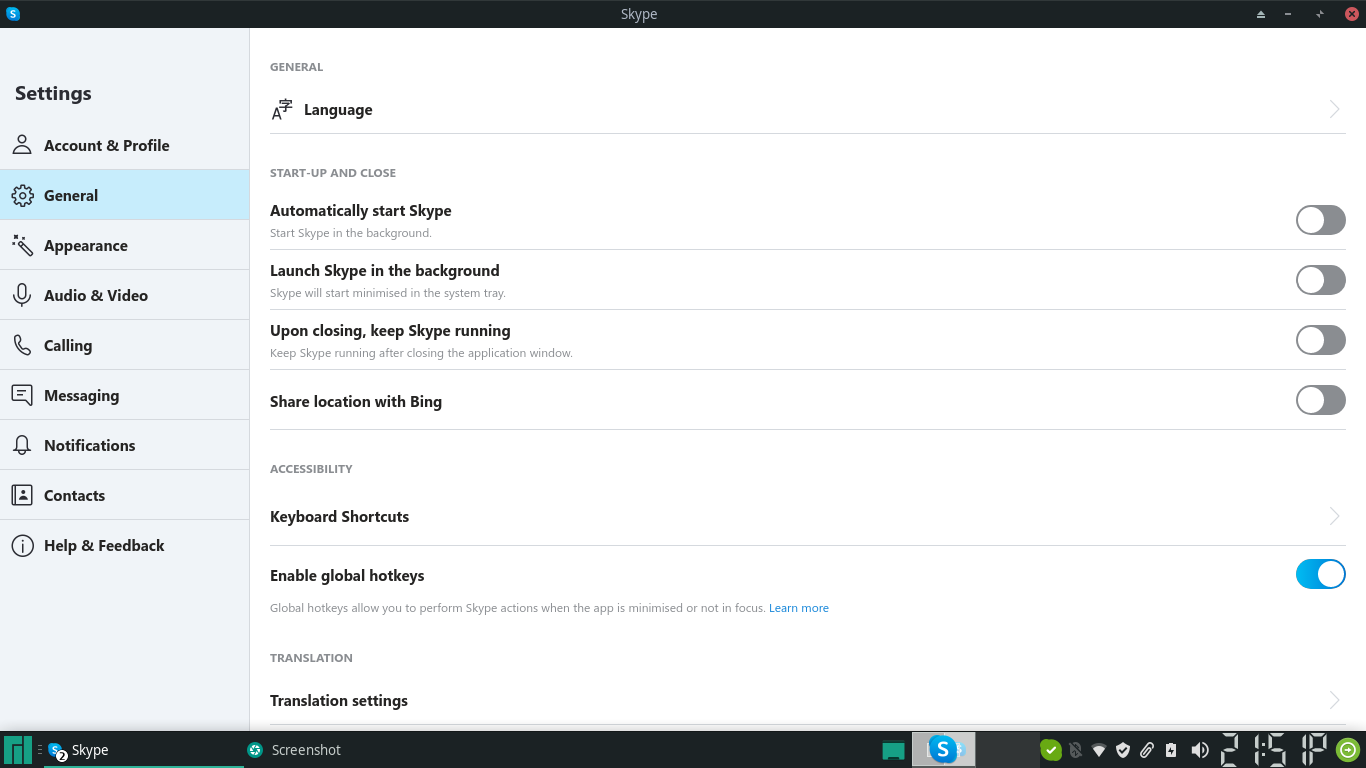 Skype
Settings
Account & Profile
General
Appearance
Audio & Video
Calling
Messaging
Notifications
Contacts
Help & Feedback
GENERAL
A字 Language
START-UP AND CLOSE
Automatically start Skype
Start Skype in the background.
Launch Skype in the background
Skype will start minimised in the system tray.
Upon closing, keep Skype running
Keep Skype running after closing the application window.
Share location with Bing
ACCESSIBILITY
Keyboard Shortcuts
Enable global hotkeys
Global hotkeys allow you to perform Skype actions when the app is minimised or not in focus. Learn more
TRANSLATION
Translation settings
2 Skype Screenshot S 2 1:51P